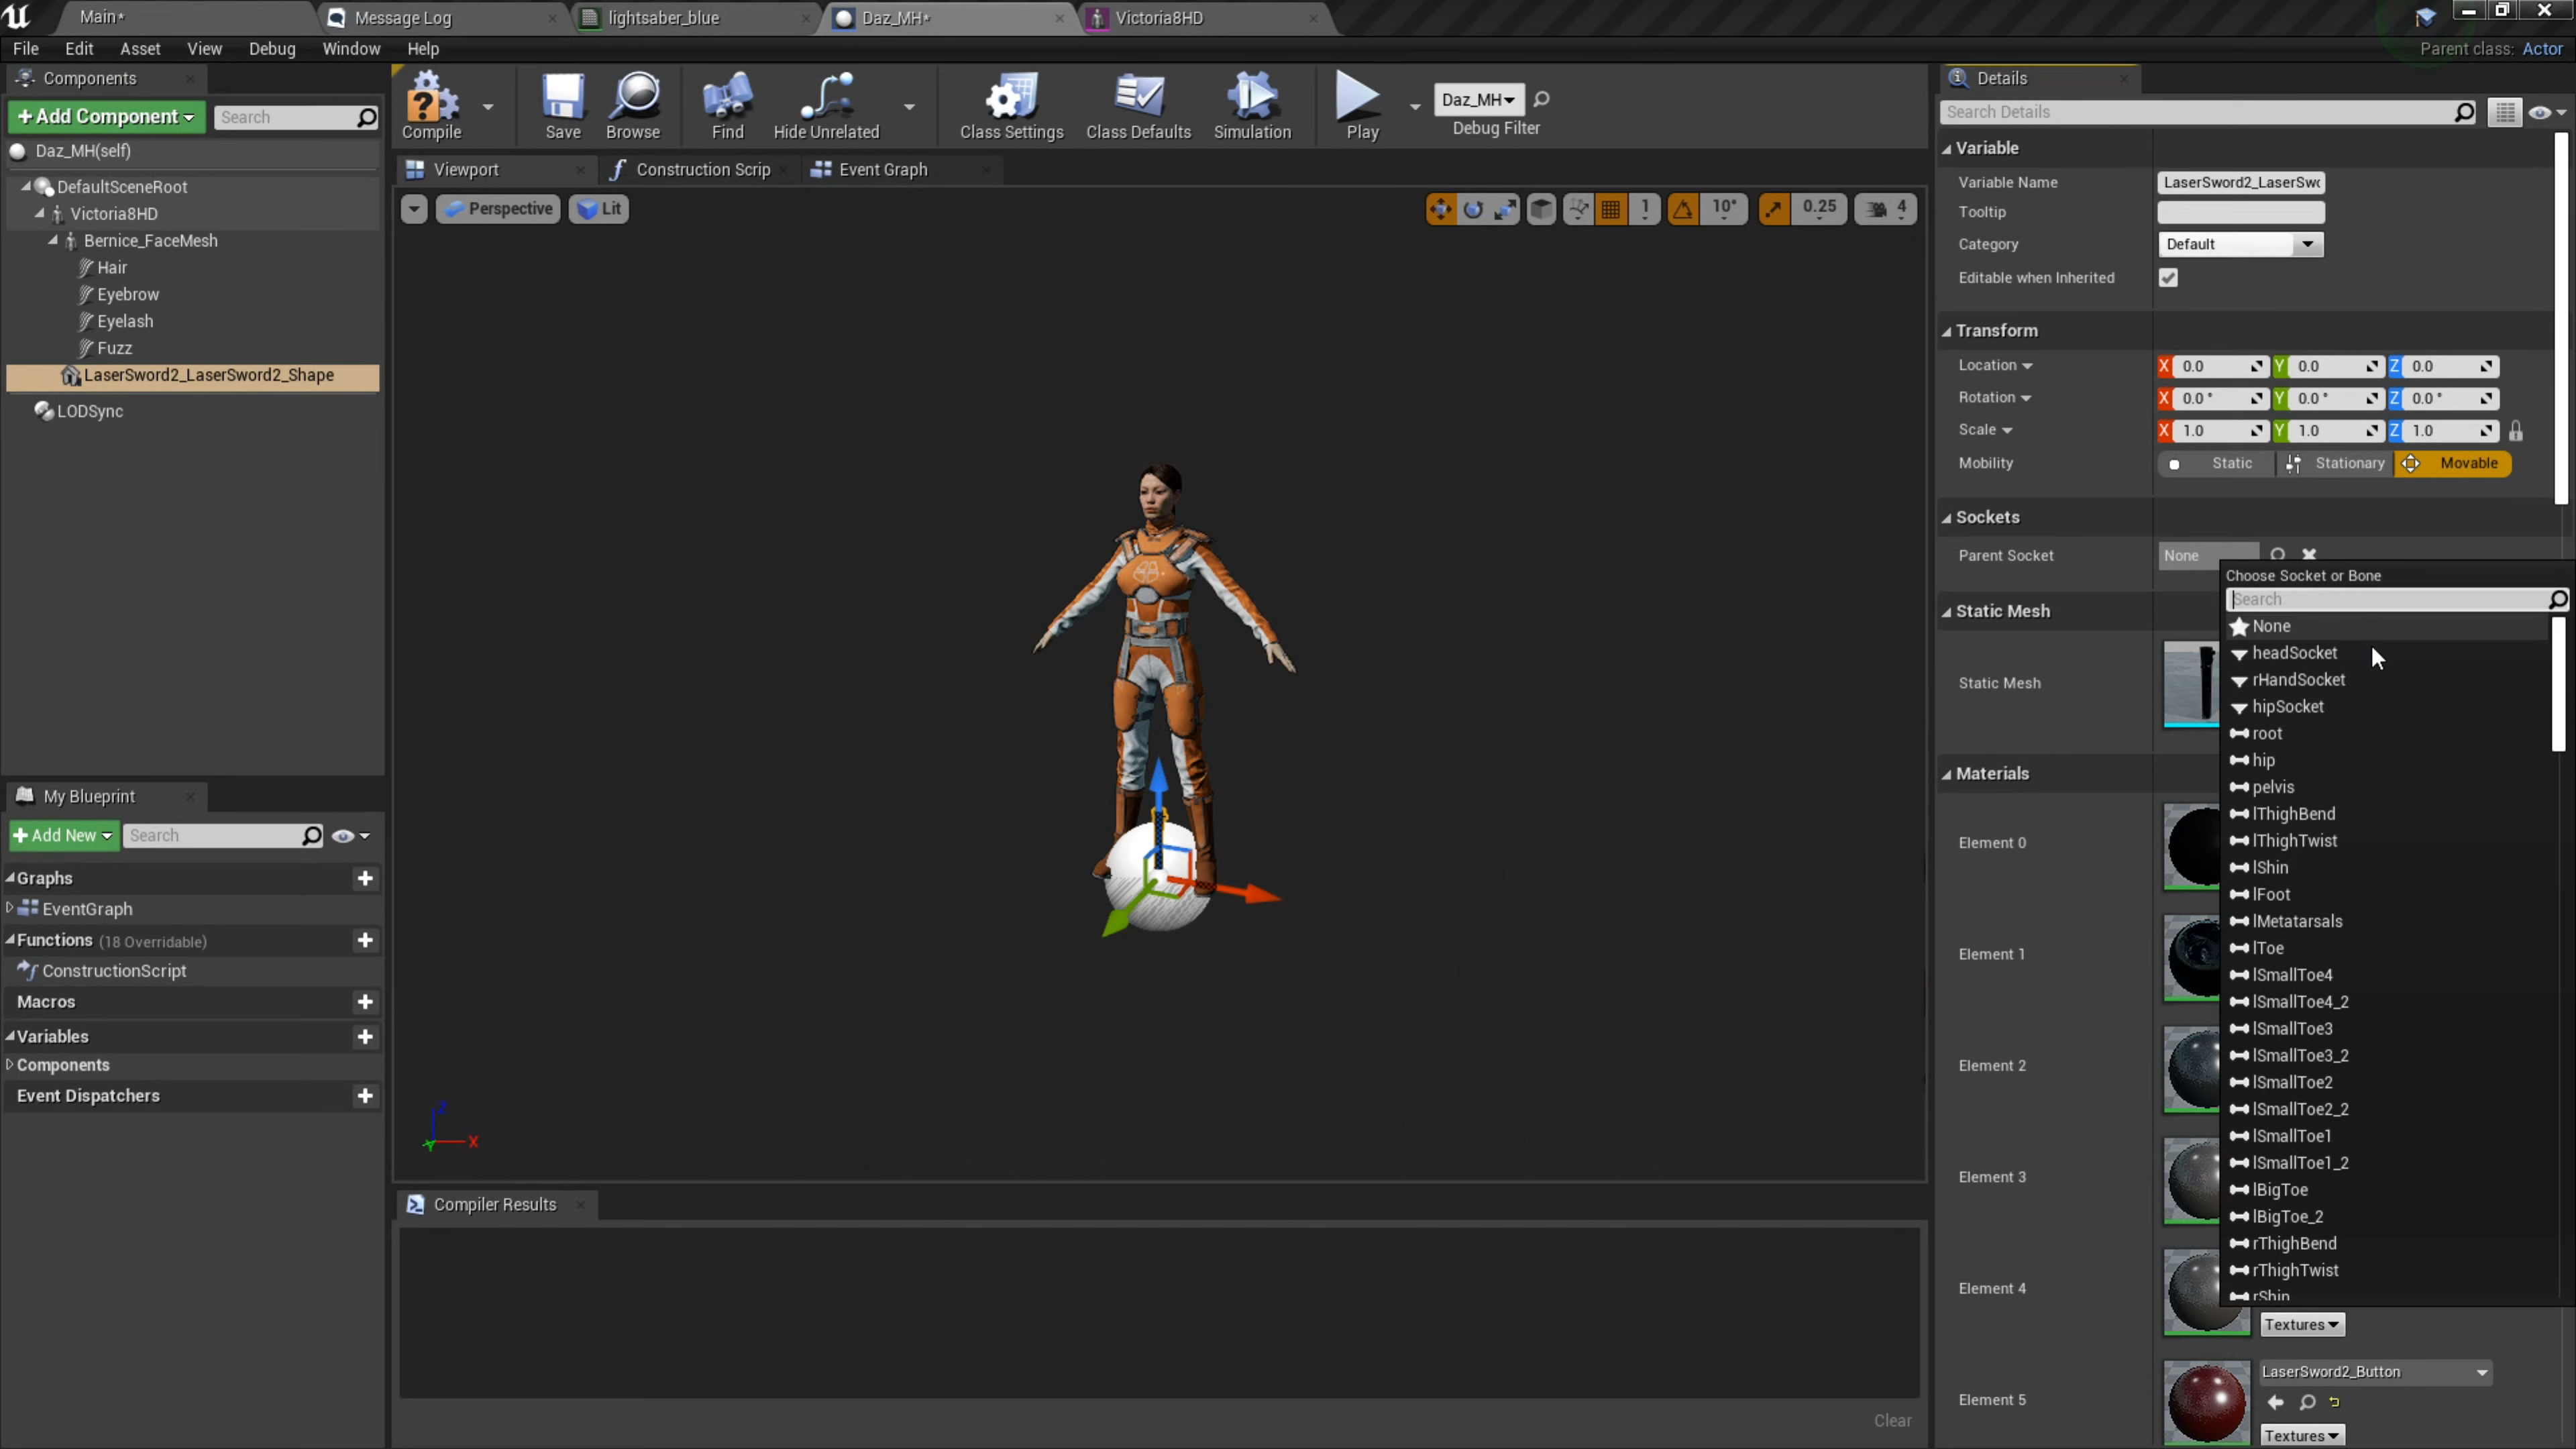 Main*
Message Log
lightsaber_blue
Daz_MH*
Victoria8HD
File Edit Asset View Debug Window Help
Parent class: Actor
Components
+Add Component
Search
Daz_MH(self)
DefaultSceneRoot
Victoria8HD
Bernice_FaceMesh
Hair
Eyebrow
Eyelash
Fuzz
LaserSword2_LaserSword2_Shape
LODSync
My Blueprint
+Add New
Search
Graphs
EventGraph
Functions (18 Overridable)
ConstructionScript
Macros
Variables
Components
Event Dispatchers
Compile
Save
Browse
Find
Hide Unrelated
Class Settings
Class Defaults
Simulation
Play
Daz_MH
Debug Filter
Viewport
Construction Scrip
Event Graph
Perspective
Lit
1
10°
0.25
4
Z
X
Y
Compiler Results
Clear
Details
Search Details
Variable
Variable Name LaserSword2_LaserSwo
Tooltip
Category Default
Editable when Inherited
Transform
Location X 0.0 Y 0.0 Z 0.0
Rotation X 0.0 ° Y 0.0 ° Z 0.0 °
Scale X 1.0 Y 1.0 Z 1.0
Mobility Static Stationary Movable
Sockets
Parent Socket None
Choose Socket or Bone
Search
None
headSocket
rHandSocket
hipSocket
root
hip
pelvis
lThighBend
lThighTwist
lShin
lFoot
lMetatarsals
lToe
lSmallToe4
lSmallToe4_2
lSmallToe3
lSmallToe3_2
lSmallToe2
lSmallToe2_2
lSmallToe1
lSmallToe1_2
lBigToe
lBigToe_2
rThighBend
rThighTwist
rShin
Static Mesh
Static Mesh
Materials
Element 0
Element 1
Element 2
Element 3
Element 4
Textures
Element 5
LaserSword2_Button
Textures